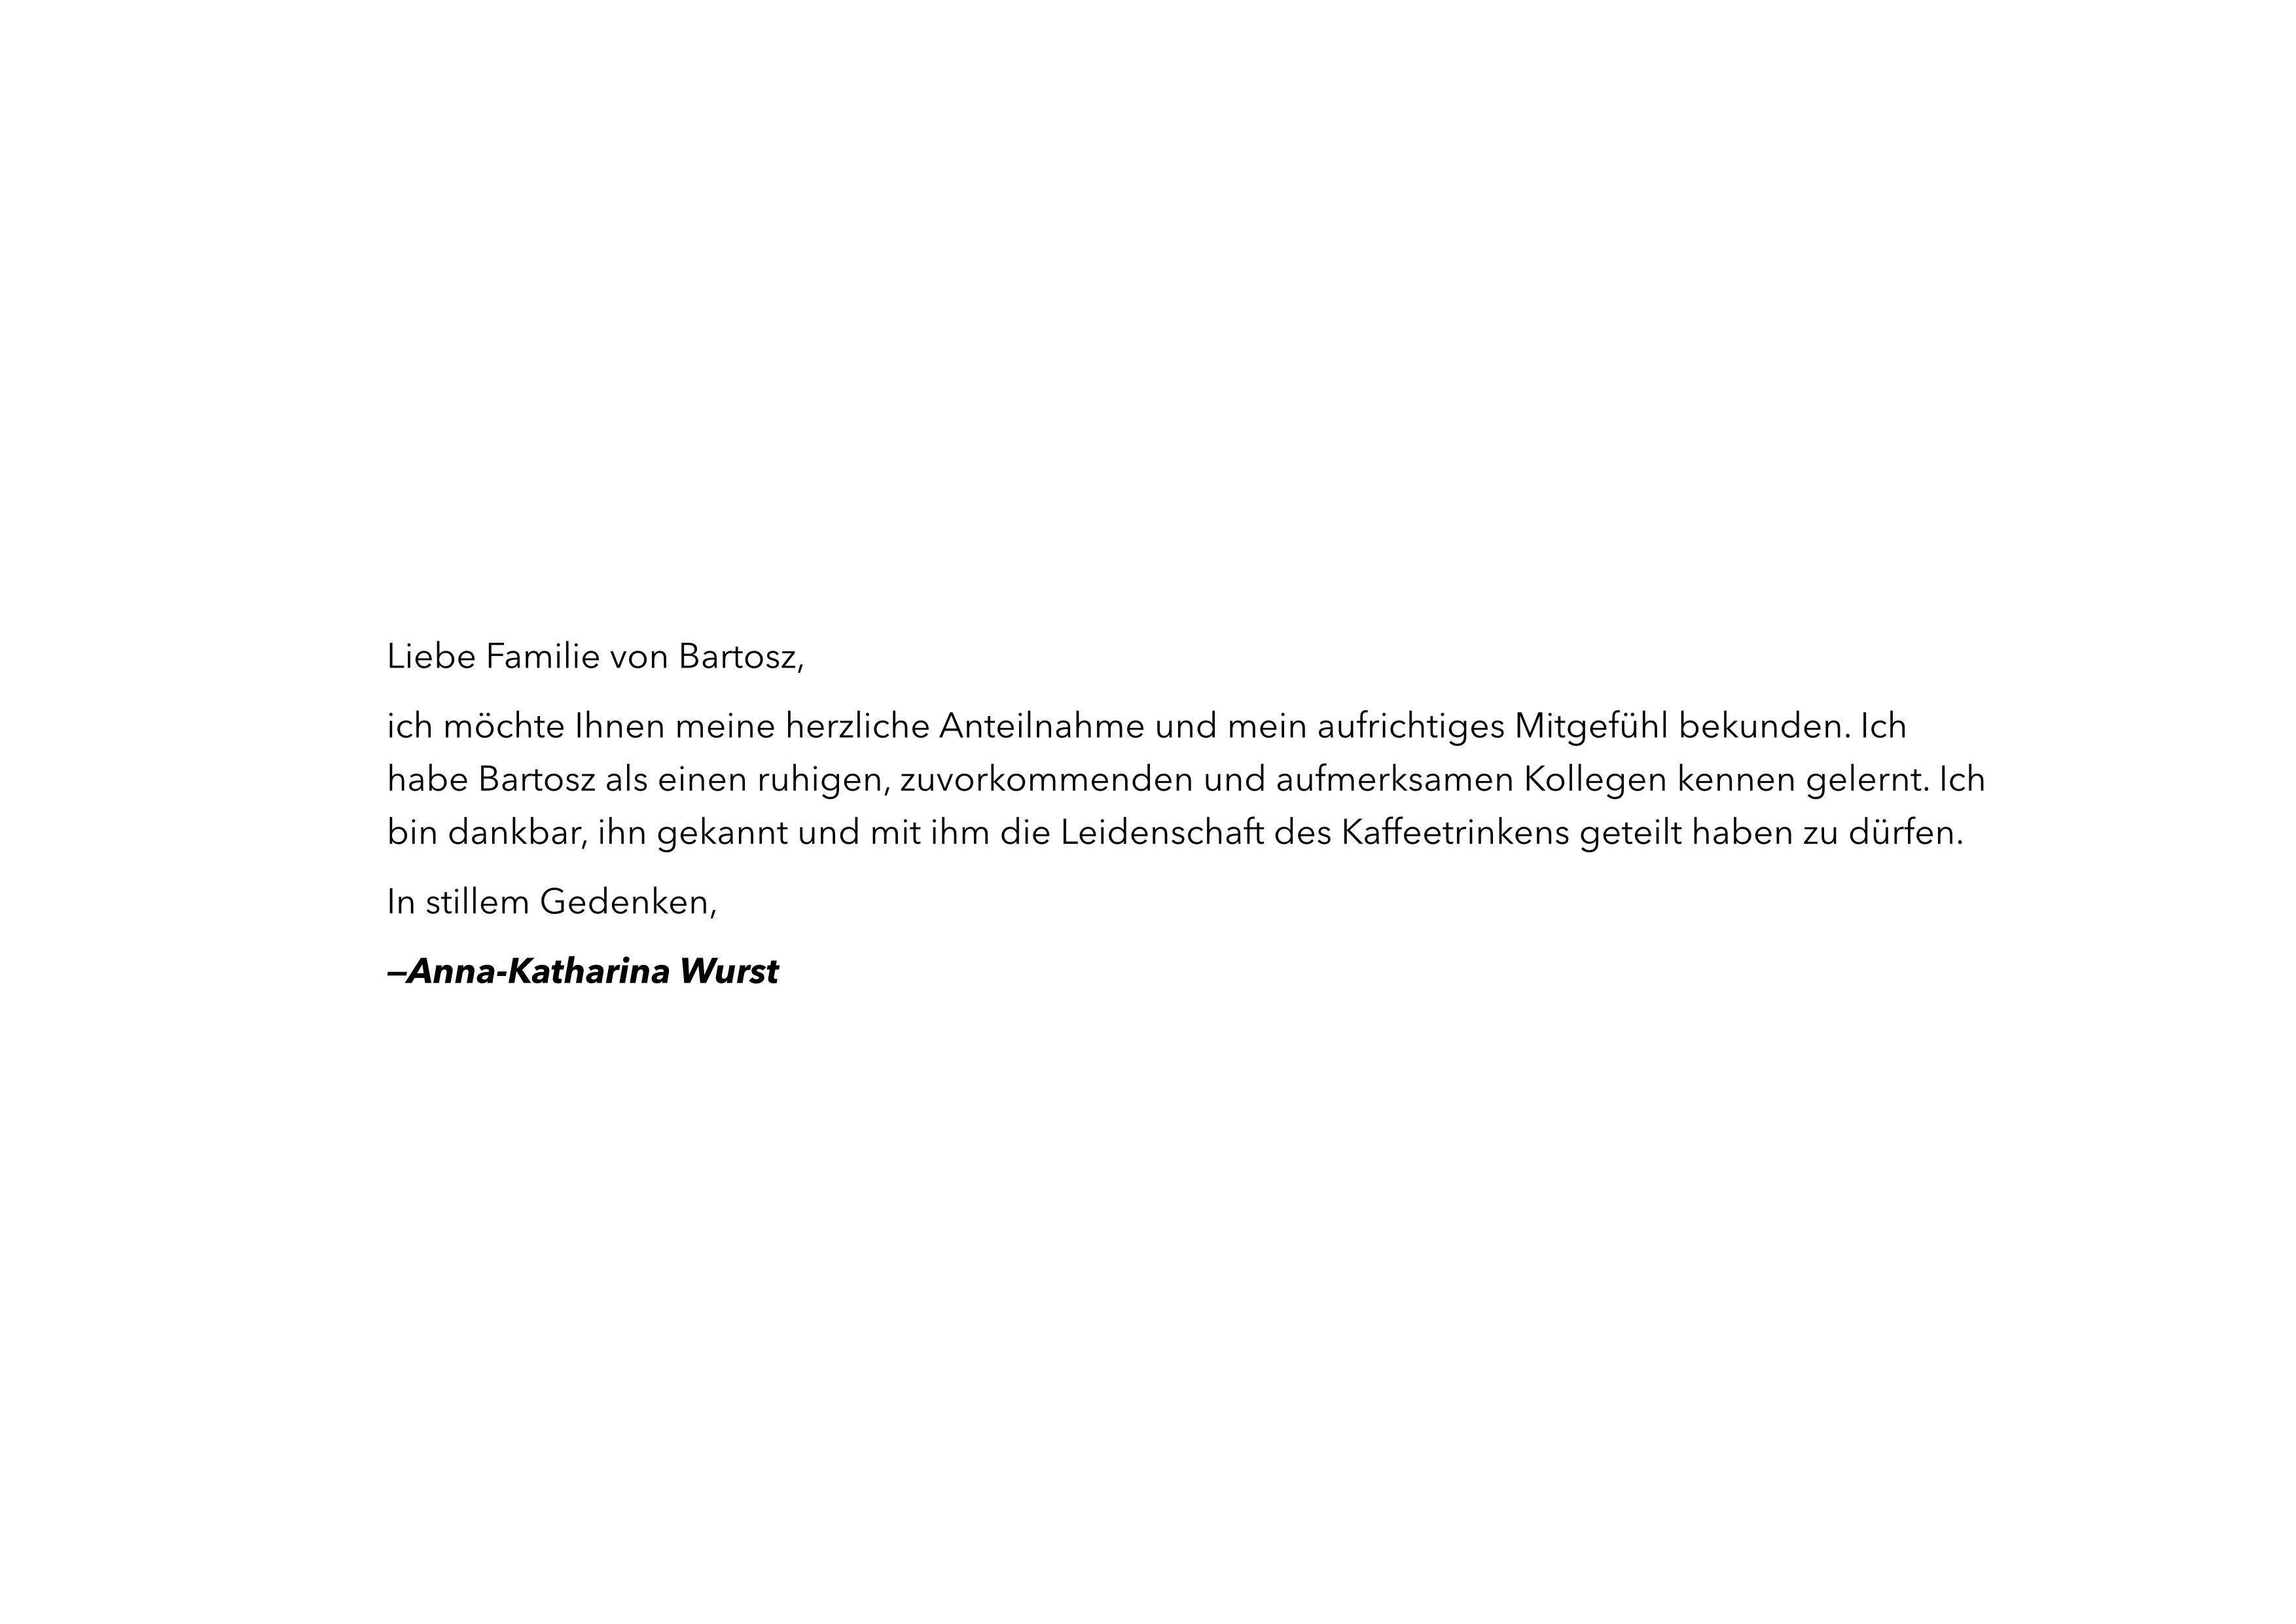 Liebe Familie von Bartosz,
ich möchte Ihnen meine herzliche Anteilnahme und mein aufrichtiges Mitgefühl bekunden. Ich
habe Bartosz als einen ruhigen, zuvorkommenden und aufmerksamen Kollegen kennen gelernt. Ich
bin dankbar, ihn gekannt und mit ihm die Leidenschaft des Kaffeetrinkens geteilt haben zu dürfen.
In stillem Gedenken,
—Anna-Katharina Wurst